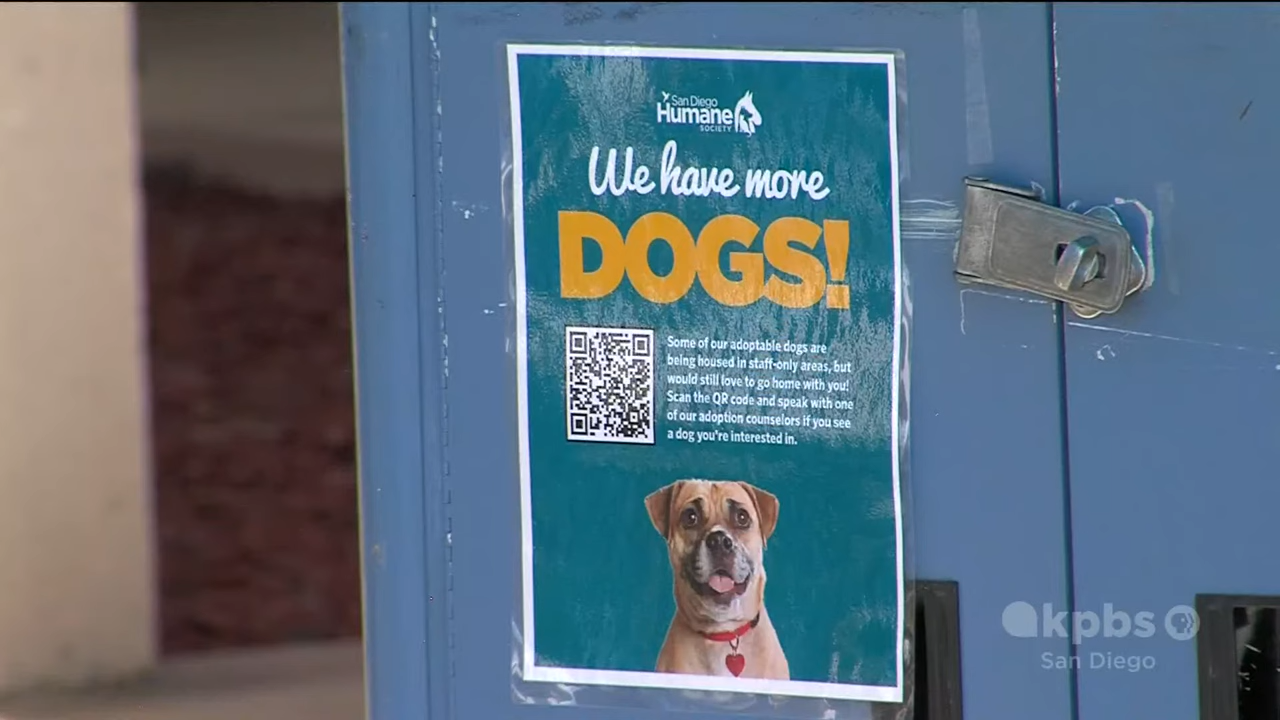 San Diego
Humane
SOCIETY
We have more
DOGS!
Some of our adoptable dogs are
being housed in staff-only areas, but
would still love to go home with you!
Scan the QR code and speak with one
of our adoption counselors if you see
a dog you're interested in.
kpbs
San Diego